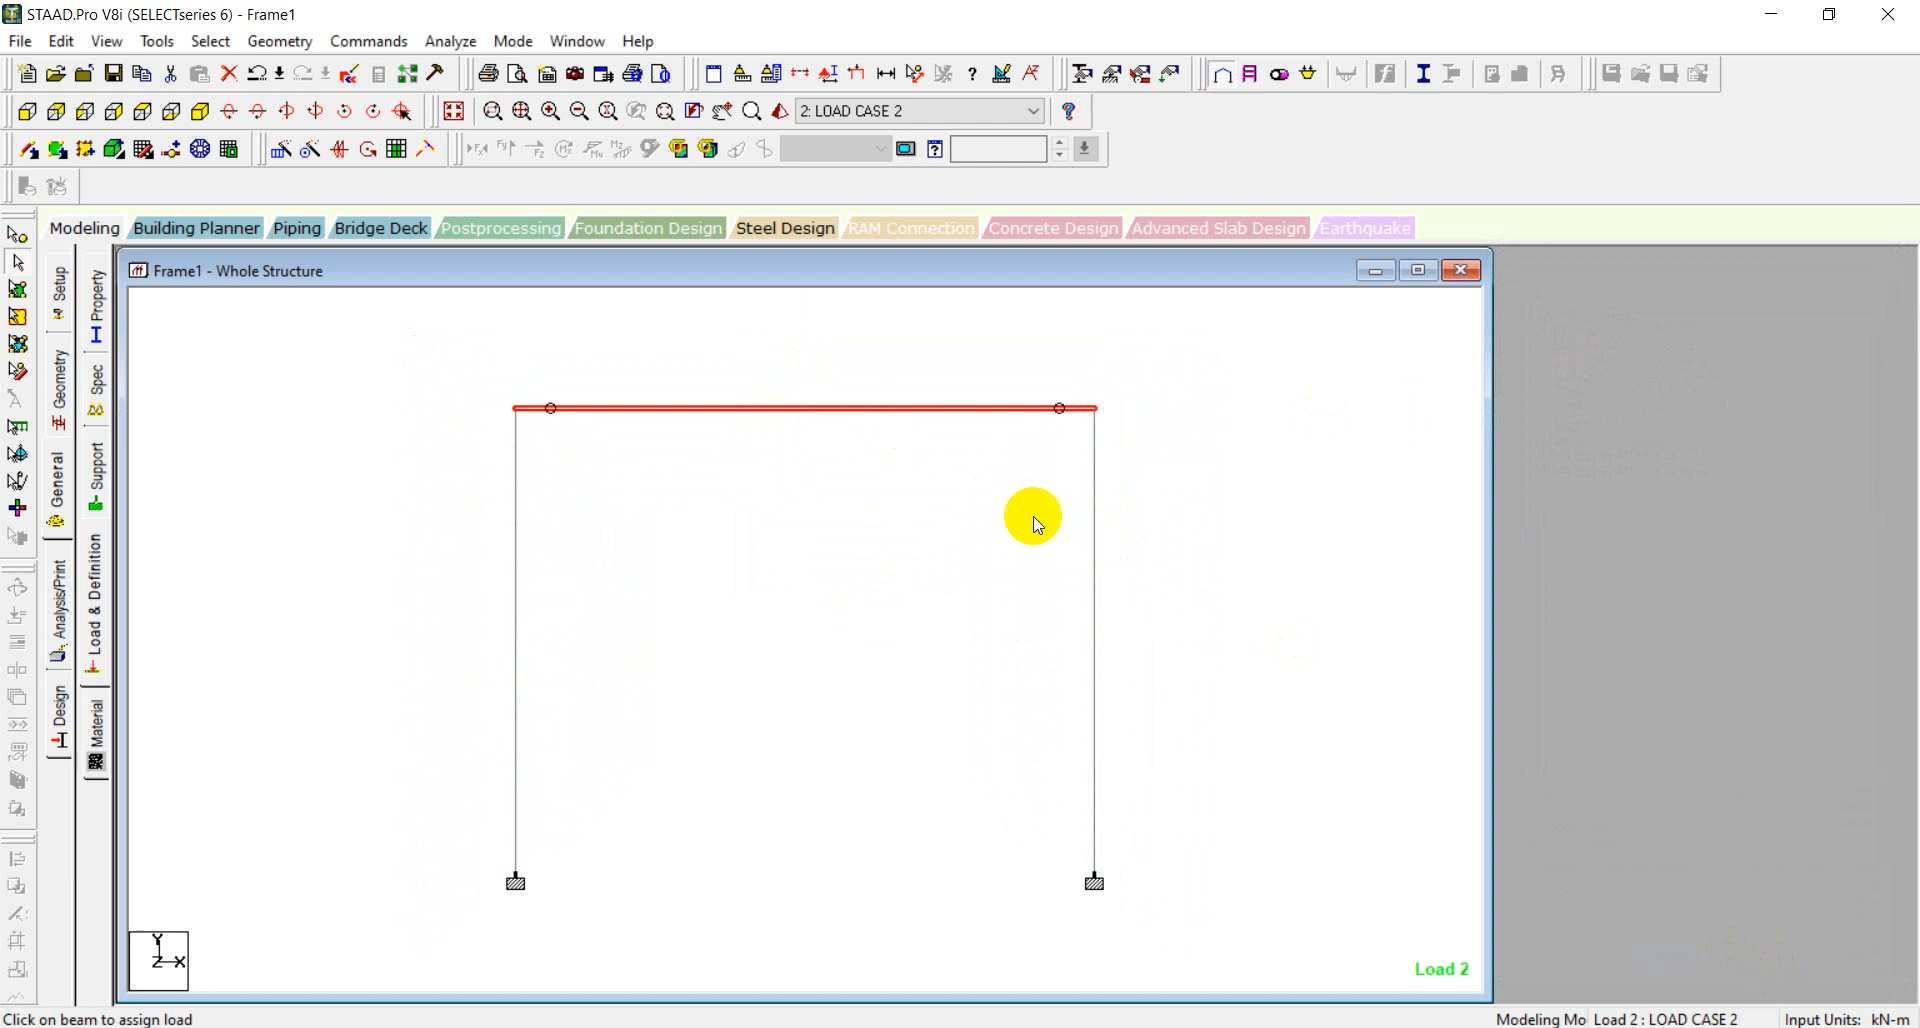 STAAD.Pro V8i (SELECTseries 6) - Frame1
File Edit View Tools Select Geometry Commands Analyze Mode Window Help
2: LOAD CASE 2
Modeling Building Planner Piping Bridge Deck Postprocessing Foundation Design Steel Design RAM Connection Concrete Design Advanced Slab Design Earthquake
Setup
Geometry
General
Analysis/Print
Design
Property
Spec
Support
Load & Definition
Material
Frame1 - Whole Structure
Y
Z X
Load 2
Click on beam to assign load
Modeling Mo Load 2 : LOAD CASE 2 Input Units: kN-m